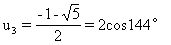 u₃ = (-1-√5)/2 = 2cos144°